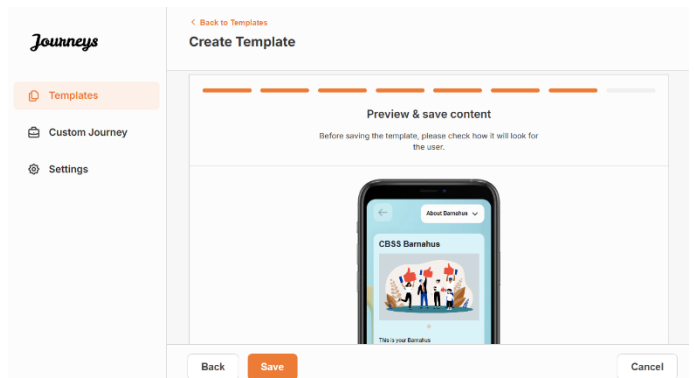 Journeys
Templates
Custom Journey
Settings
Back to Templates
Create Template
Preview & save content
Before saving the template, please check how it will look for
the user.
About Barnahus
CBSS Barnahus
This is your Barnahus
Back
Save
Cancel